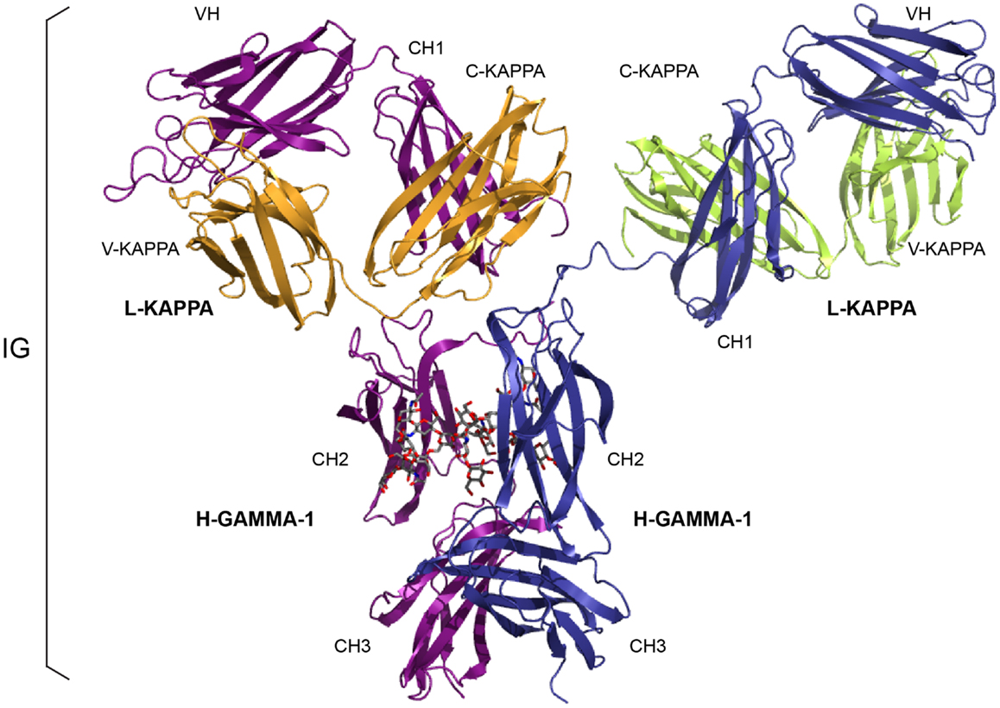 VH
VH
CH1
C-KAPPA
C-KAPPA
V-KAPPA
V-KAPPA
L-KAPPA
L-KAPPA
CH1
IG
CH2
CH2
H-GAMMA-1
H-GAMMA-1
CH3
CH3